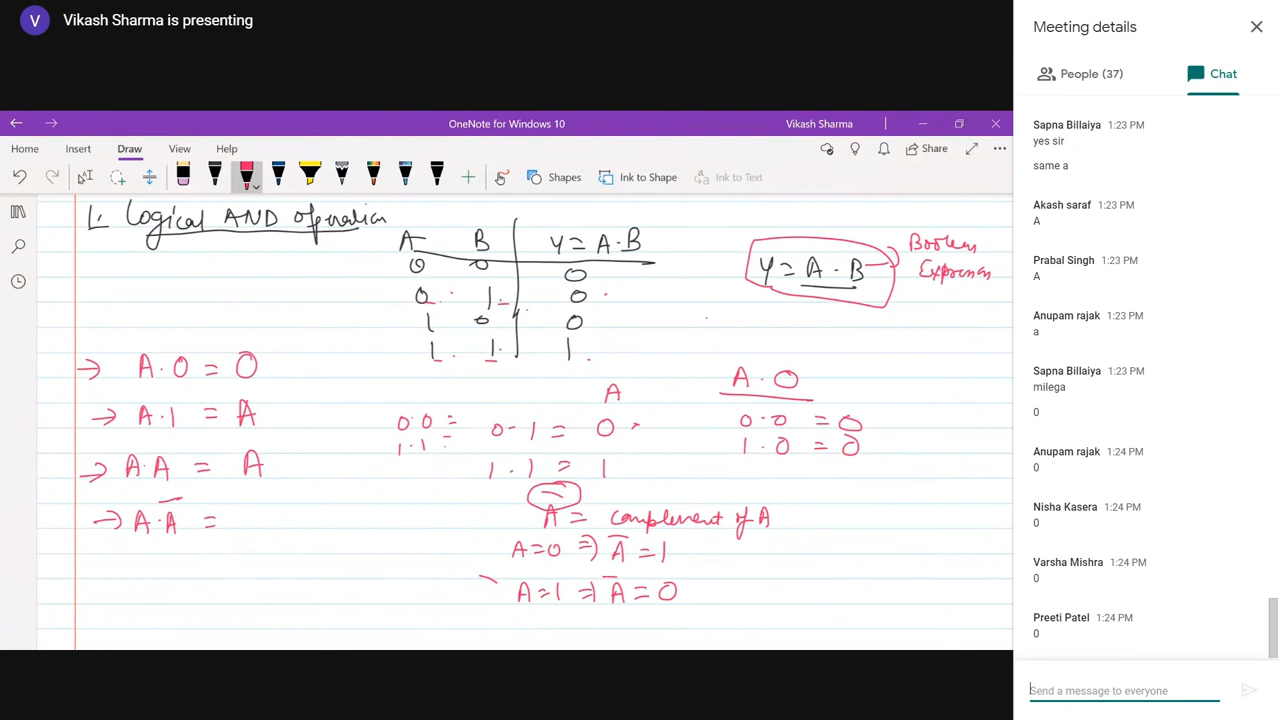 V
Vikash Sharma is presenting
OneNote for Windows 10
Vikash Sharma
Home
Insert
Draw
View
Help
Share
Shapes
Ink to Shape
Ink to Text
1. Logical AND operation
A B Y = A·B
0 0 0
0 1 0
1 0 0
1 1 1
Y = A · B
Boolean
Expression
→ A·0 = 0
→ A·1 = A
→ A·A = A
→ A·A̅ =
A
0·0 =
1·1 =
0·1 = 0
1·1 = 1
A · 0
0·0 = 0
1·0 = 0
A̅ = complement of A
A=0 ⇒ A̅ = 1
A=1 ⇒ A̅ = 0
Meeting details
People (37)
Chat
Sapna Billaiya 1:23 PM
yes sir
same a
Akash saraf 1:23 PM
A
Prabal Singh 1:23 PM
A
Anupam rajak 1:23 PM
a
Sapna Billaiya 1:23 PM
milega
0
Anupam rajak 1:24 PM
0
Nisha Kasera 1:24 PM
0
Varsha Mishra 1:24 PM
0
Preeti Patel 1:24 PM
0
Send a message to everyone